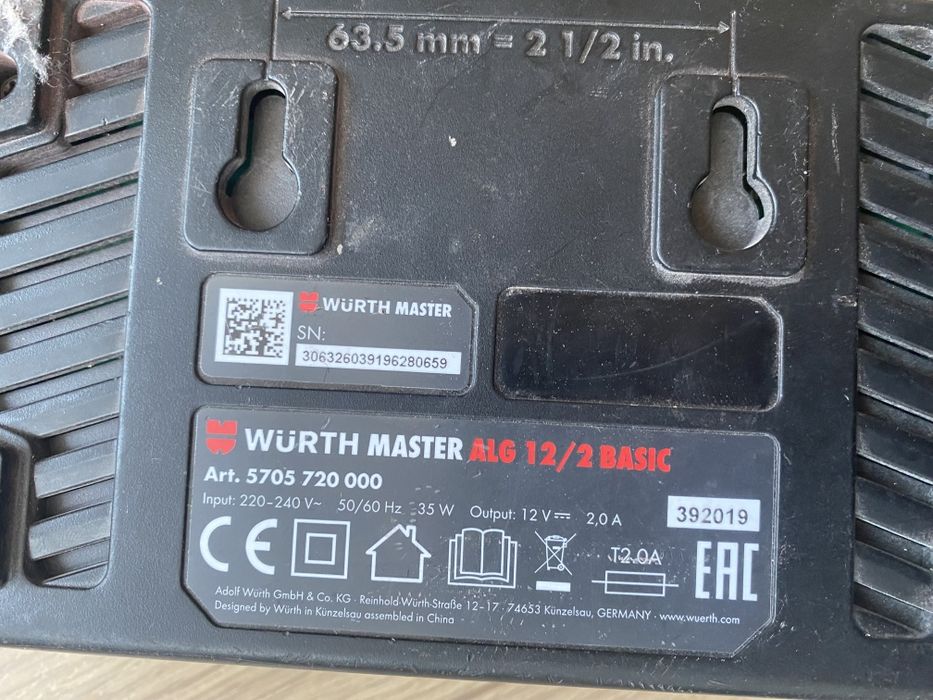 63.5 mm = 2 1/2 in.
WÜRTH MASTER
SN:
306326039196280659
WÜRTH MASTER ALG 12/2 BASIC
Art. 5705 720 000
Input: 220-240 V~ 50/60 Hz 35 W Output: 12 V⎓ 2,0 A
392019
CE
T2.0A
EAC
Adolf Würth GmbH & Co. KG · Reinhold-Würth-Straße 12-17 · 74653 Künzelsau, GERMANY · www.wuerth.com
Designed by Würth in Künzelsau assembled in China